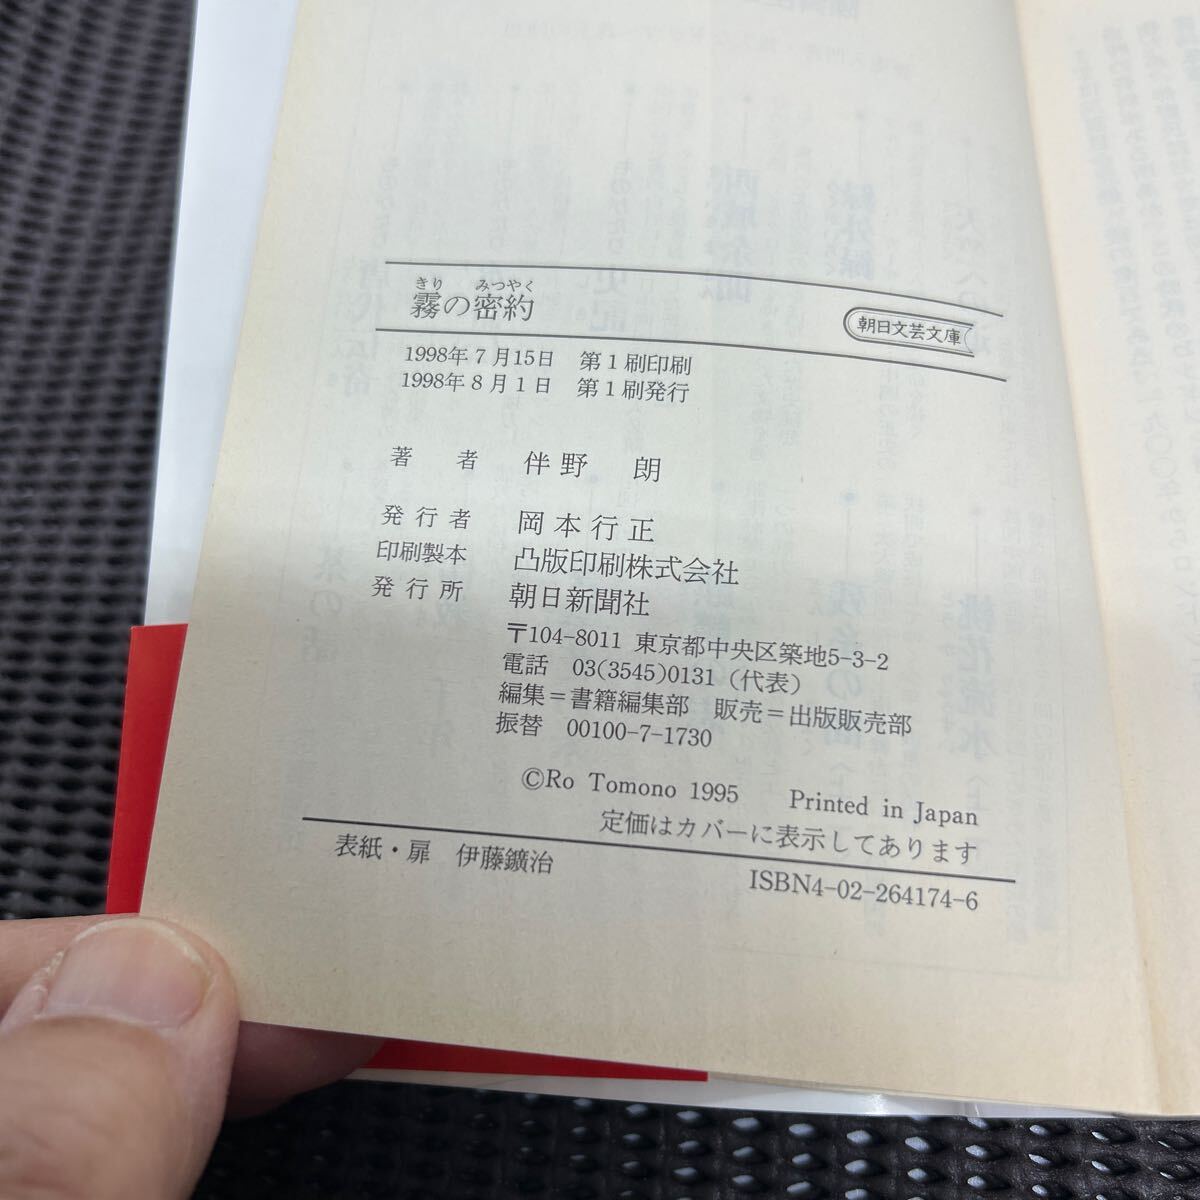 きり みつやく
霧の密約
朝日文芸文庫
1998年7月15日 第1刷印刷
1998年8月1日 第1刷発行
著者 伴野 朗
発行者 岡本行正
印刷製本 凸版印刷株式会社
発行所 朝日新聞社
〒104-8011 東京都中央区築地5-3-2
電話 03(3545)0131(代表)
編集=書籍編集部 販売=出版販売部
振替 00100-7-1730
©Ro Tomono 1995 Printed in Japan
定価はカバーに表示してあります
表紙・扉 伊藤鑛治
ISBN4-02-264174-6